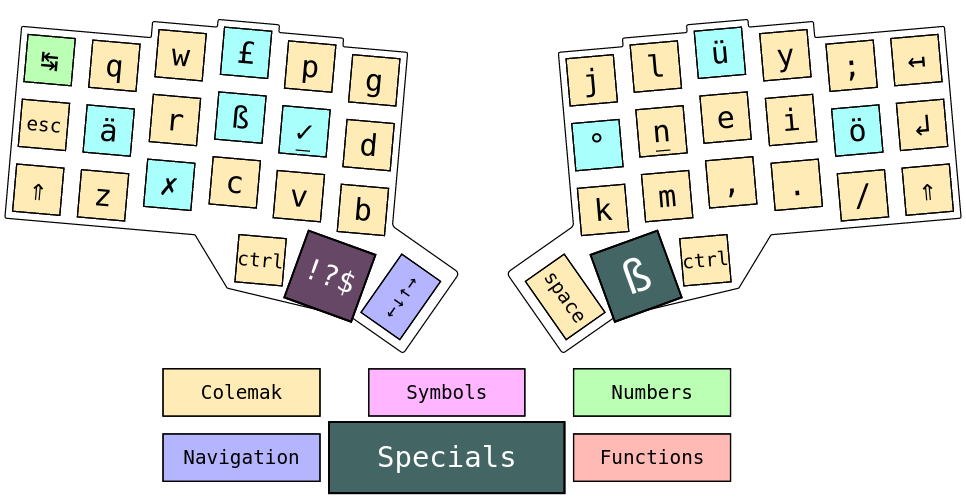 ↹ q w £ p g j l ü y ; ↤
esc ä r ß ✓ d ° n e i ö ↲
⇑ z ✗ c v b k m , . / ⇑
ctrl !?$ ←↑↓→ space ß ctrl
Colemak Symbols Numbers
Navigation Specials Functions